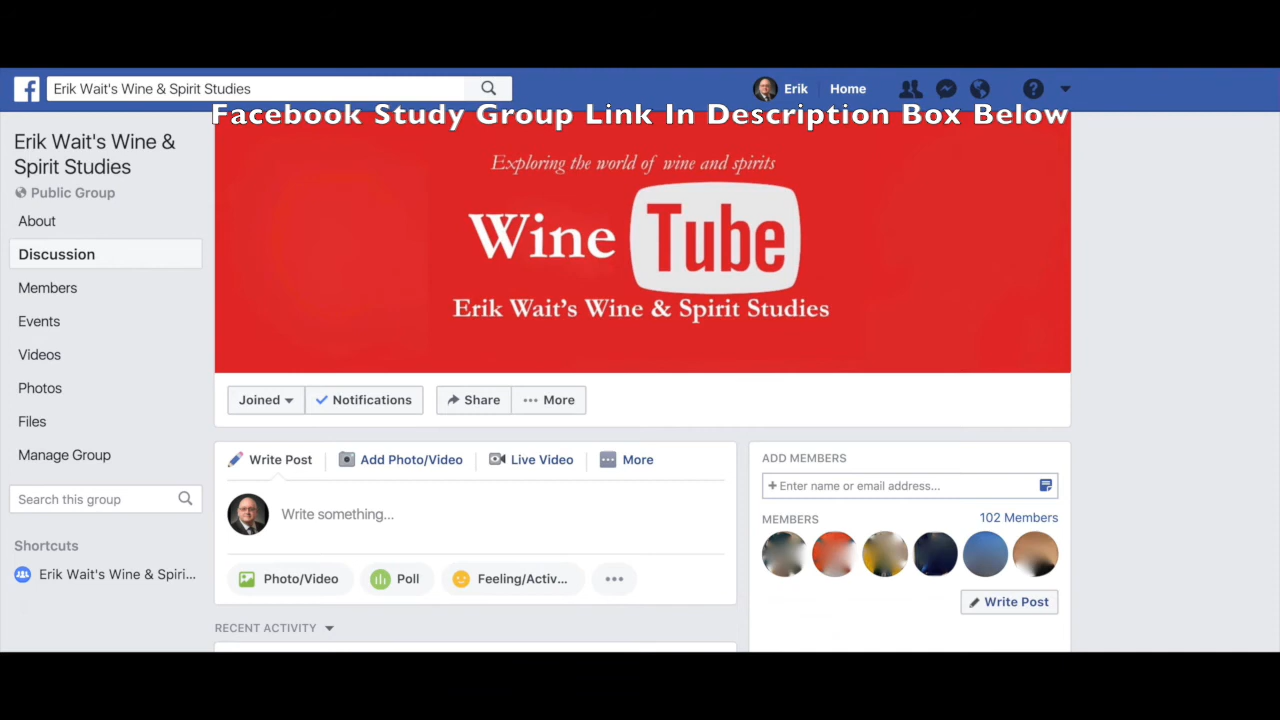 Erik Wait's Wine & Spirit Studies
Erik
Home
Facebook Study Group Link In Description Box Below
Erik Wait's Wine &
Spirit Studies
Public Group
About
Discussion
Members
Events
Videos
Photos
Files
Manage Group
Search this group
Shortcuts
Erik Wait's Wine & Spiri...
Exploring the world of wine and spirits
Wine Tube
Erik Wait's Wine & Spirit Studies
Joined
Notifications
Share
More
Write Post
Add Photo/Video
Live Video
More
Write something...
Photo/Video
Poll
Feeling/Activ...
RECENT ACTIVITY
ADD MEMBERS
+ Enter name or email address...
MEMBERS
102 Members
Write Post